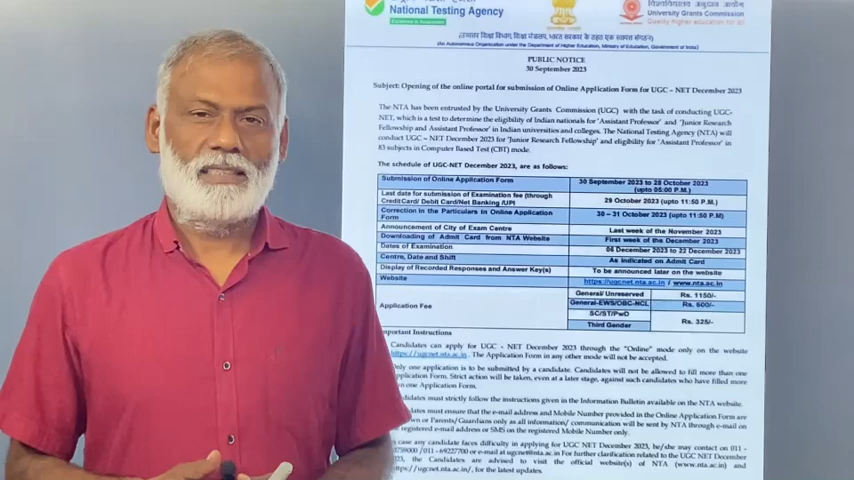 National Testing Agency
Excellence in Assessment
विश्वविद्यालय अनुदान आयोग
University Grants Commission
Quality higher education for all
(उच्चतर शिक्षा विभाग, शिक्षा मंत्रालय, भारत सरकार के तहत एक स्वायत्त संगठन)
(An Autonomous Organization under the Department of Higher Education, Ministry of Education, Government of India)
PUBLIC NOTICE
30 September 2023
Subject: Opening of the online portal for submission of Online Application Form for UGC – NET December 2023
The NTA has been entrusted by the University Grants Commission (UGC) with the task of conducting UGC-
NET, which is a test to determine the eligibility of Indian nationals for 'Assistant Professor' and 'Junior Research
Fellowship and Assistant Professor' in Indian universities and colleges. The National Testing Agency (NTA) will
conduct UGC – NET December 2023 for 'Junior Research Fellowship' and eligibility for 'Assistant Professor' in
83 subjects in Computer Based Test (CBT) mode.
The schedule of UGC-NET December 2023, are as follows:
Submission of Online Application Form 30 September 2023 to 28 October 2023
(upto 05:00 P.M.)
Last date for submission of Examination fee (through
CreditCard/ Debit Card/Net Banking /UPI 29 October 2023 (upto 11:50 P.M.)
Correction in the Particulars in Online Application
Form 30 – 31 October 2023 (upto 11:50 P.M)
Announcement of City of Exam Centre Last week of the November 2023
Downloading of Admit Card from NTA Website First week of the December 2023
Dates of Examination 06 December 2023 to 22 December 2023
Centre, Date and Shift As indicated on Admit Card
Display of Recorded Responses and Answer Key(s) To be announced later on the website
Website https://ugcnet.nta.ac.in / www.nta.ac.in
Application Fee
General/ Unreserved Rs. 1150/-
General-EWS/OBC-NCL Rs. 600/-
SC/ST/PwD
Third Gender Rs. 325/-
mportant Instructions
Candidates can apply for UGC - NET December 2023 through the "Online" mode only on the website
https://ugcnet.nta.ac.in . The Application Form in any other mode will not be accepted.
Only one application is to be submitted by a candidate. Candidates will not be allowed to fill more than one
pplication Form. Strict action will be taken, even at a later stage, against such candidates who have filled more
n one Application Form.
didates must strictly follow the instructions given in the Information Bulletin available on the NTA website.
dates must ensure that the e-mail address and Mobile Number provided in the Online Application Form are
wn or Parents/Guardians only as all information/ communication will be sent by NTA through e-mail on
registered e-mail address or SMS on the registered Mobile Number only.
case any candidate faces difficulty in applying for UGC NET December 2023, he/she may contact on 011 -
0759000 /011 - 69227700 or e-mail at ugcnet@nta.ac.in For further clarification related to the UGC NET December
023, the Candidates are advised to visit the official website(s) of NTA (www.nta.ac.in) and
ttps://ugcnet.nta.ac.in/, for the latest updates.